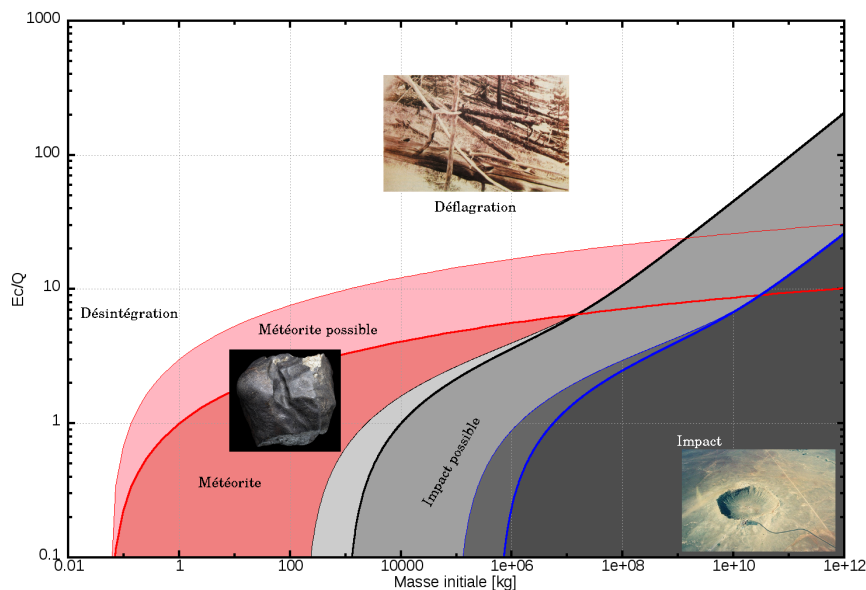 1000
100
10
1
0.1
Ec/Q
Déflagration
Désintégration
Météorite possible
Météorite
Impact possible
Impact
0.01
1
100
10000
1e+06
1e+08
1e+10
1e+12
Masse initiale [kg]